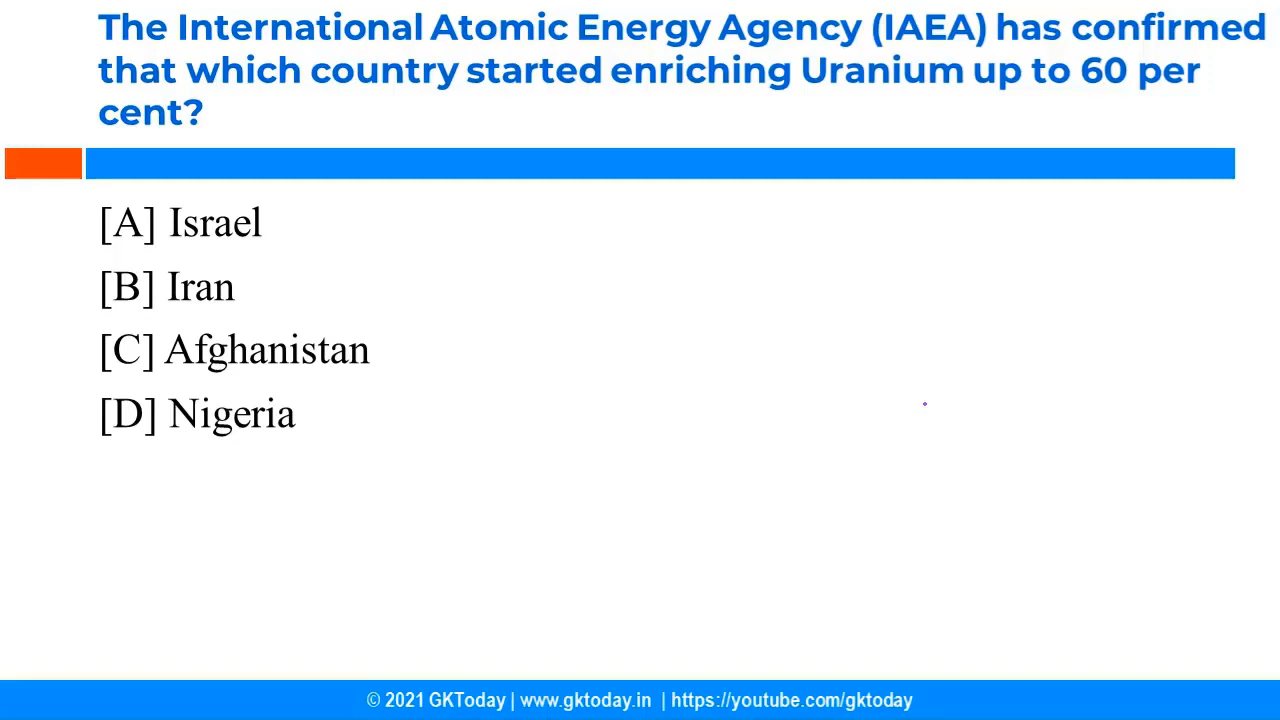 The International Atomic Energy Agency (IAEA) has confirmed
that which country started enriching Uranium up to 60 per
cent?
[A] Israel
[B] Iran
[C] Afghanistan
[D] Nigeria
© 2021 GKToday | www.gktoday.in | https://youtube.com/gktoday